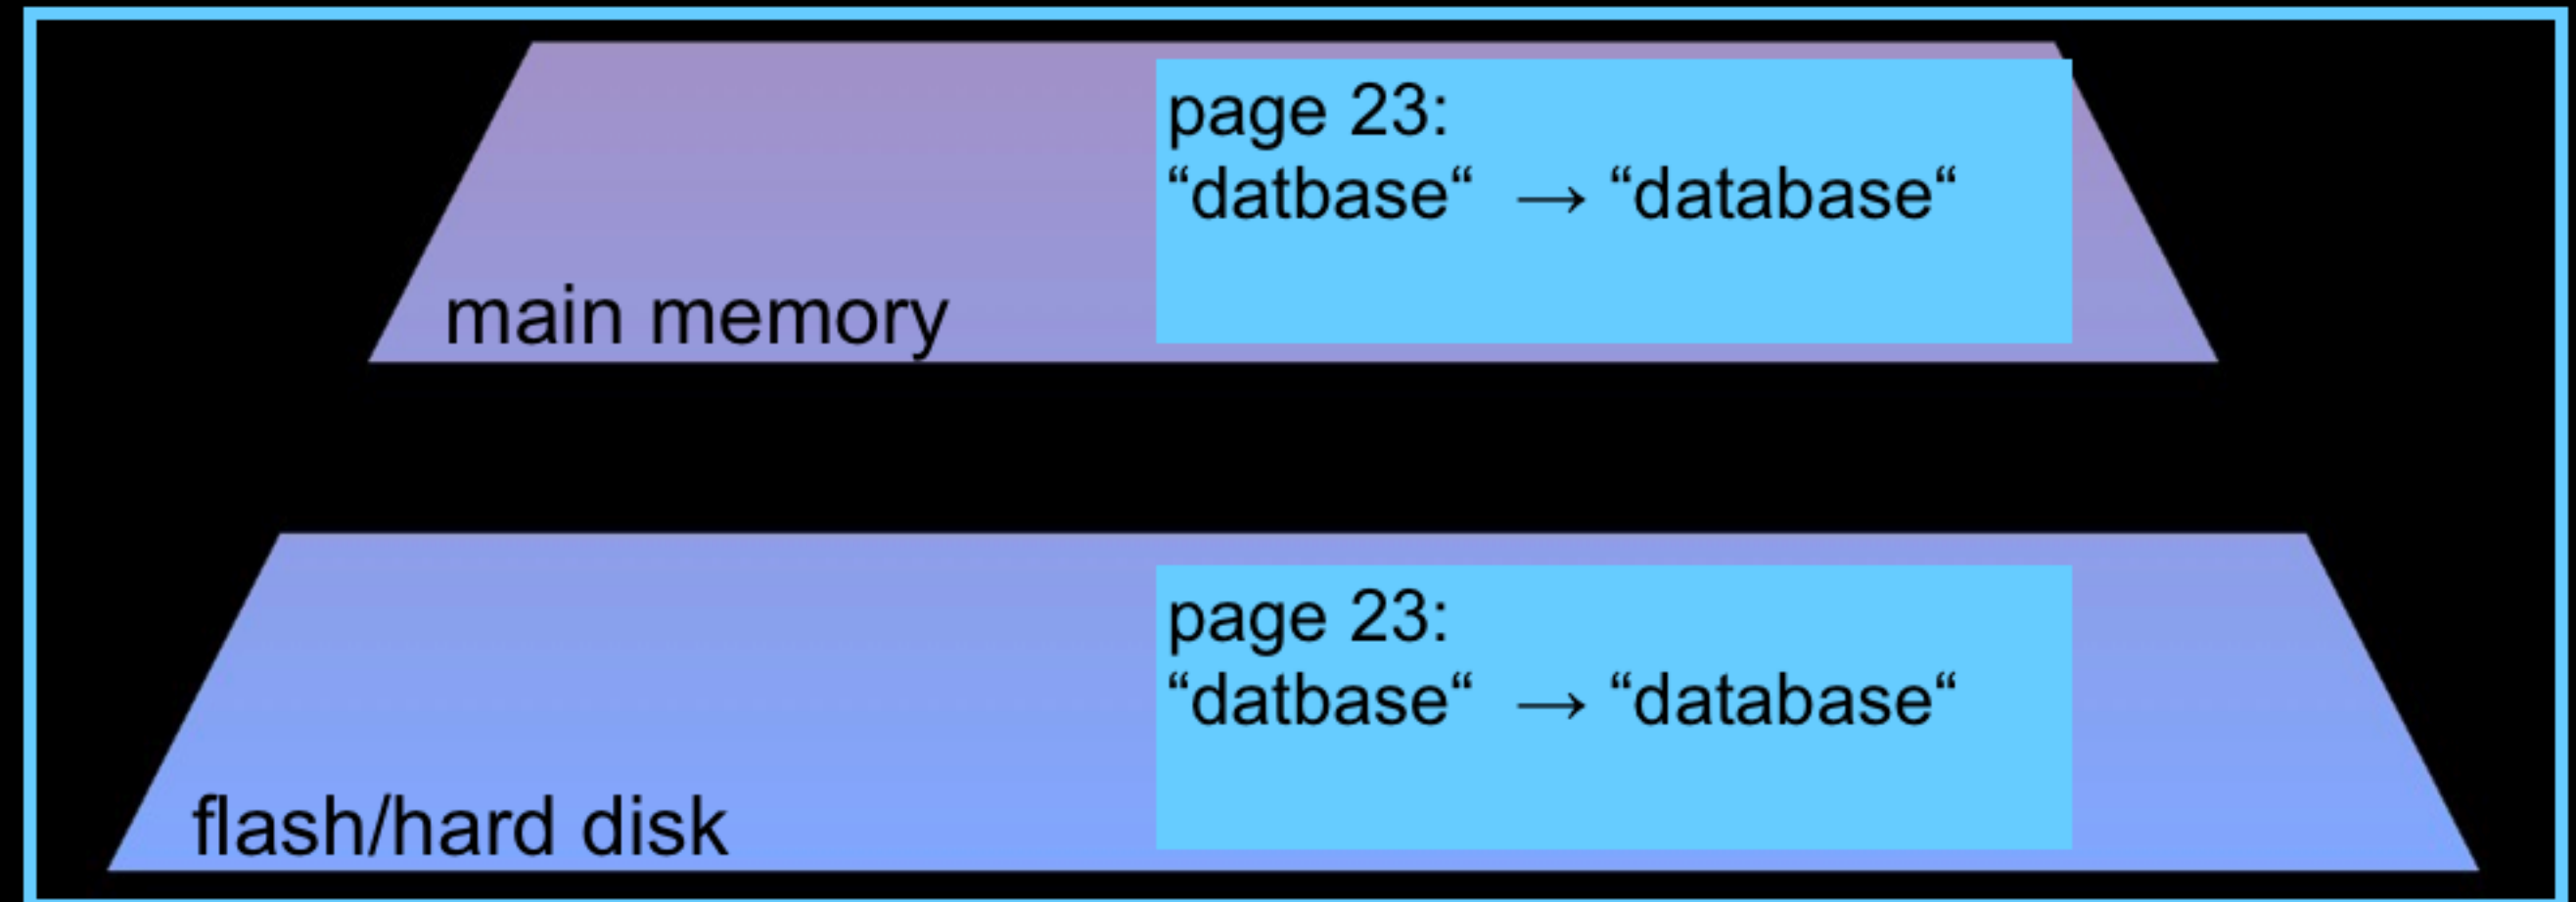 page 23:
“datbase“ → “database“
main memory
page 23:
“datbase“ → “database“
flash/hard disk